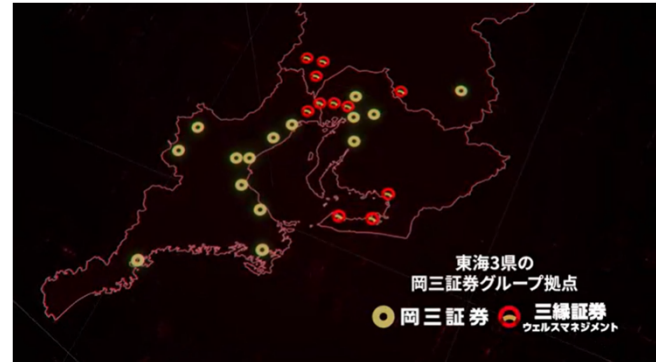 東海3県の
岡三証券グループ拠点
岡三証券
三縁証券
ウェルスマネジメント